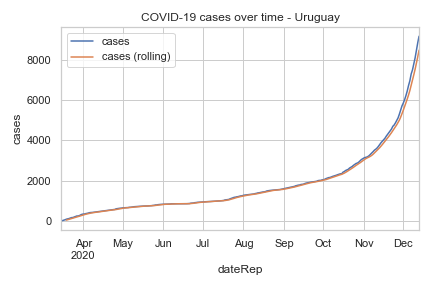 COVID-19 cases over time - Uruguay
cases
cases (rolling)
8000
6000
4000
2000
0
cases
Apr May Jun Jul Aug Sep Oct Nov Dec
2020
dateRep